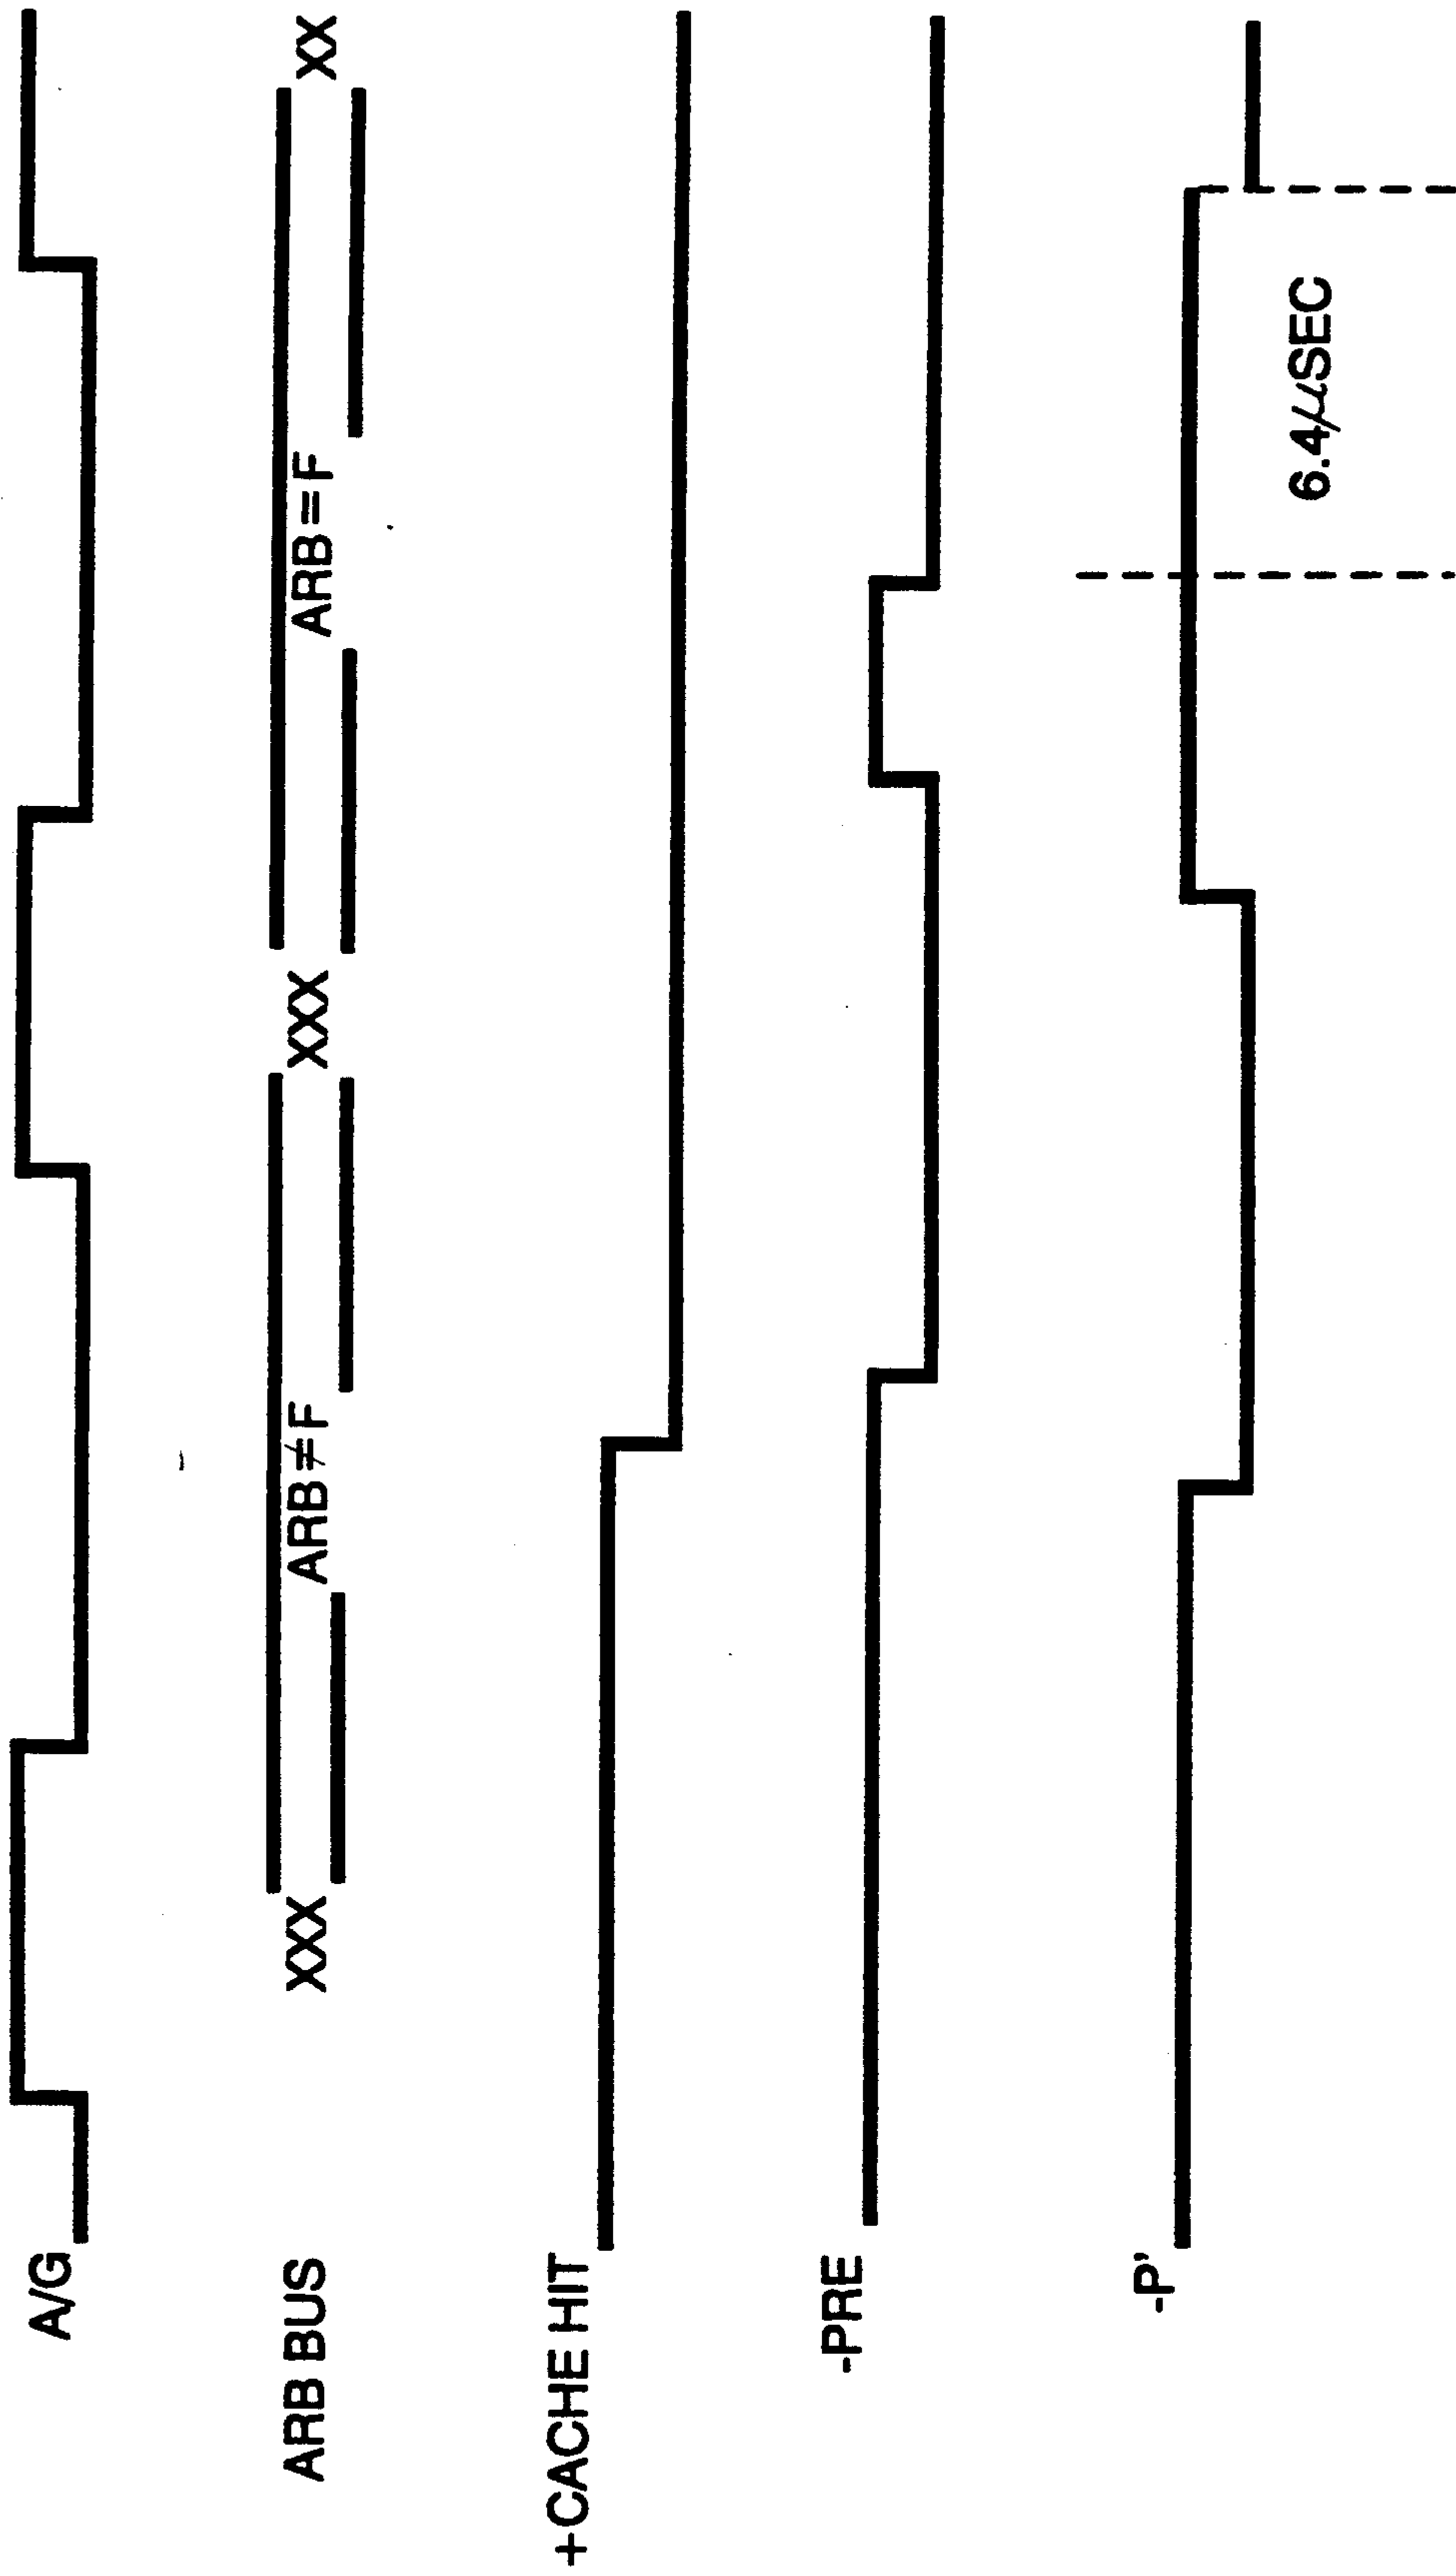 A/G
ARB BUS
XXX
ARB≠F
XXX
ARB=F
XX
+CACHE HIT
-PRE
-P'
6.4μSEC